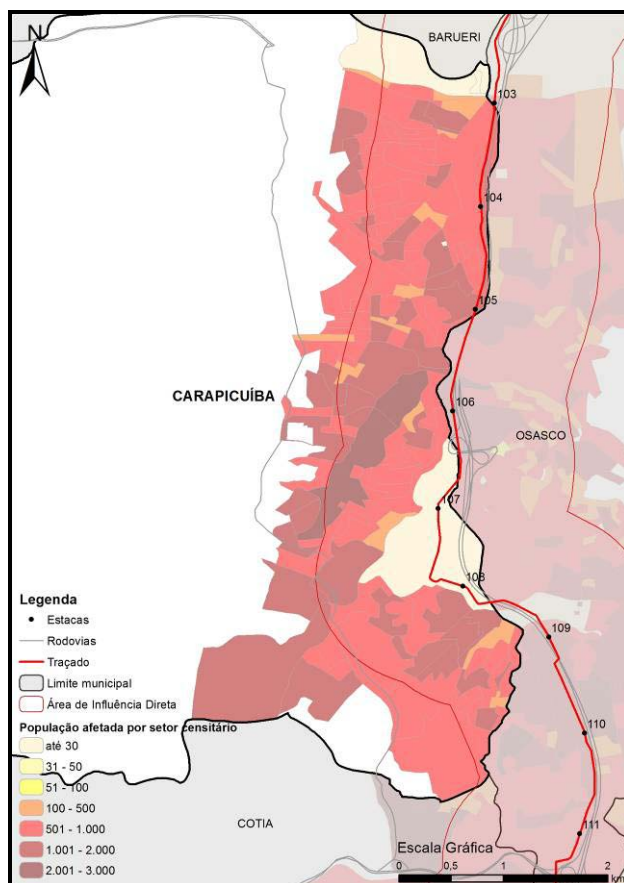 N
BARUERI
103
104
105
106
CARAPICUÍBA
OSASCO
107
108
109
110
111
COTIA
Legenda
Estacas
Rodovias
Traçado
Limite municipal
Área de Influência Direta
População afetada por setor censitário
até 30
31 - 50
51 - 100
100 - 500
501 - 1.000
1.001 - 2.000
2.001 - 3.000
Escala Gráfica
0 0,5 1 2
km